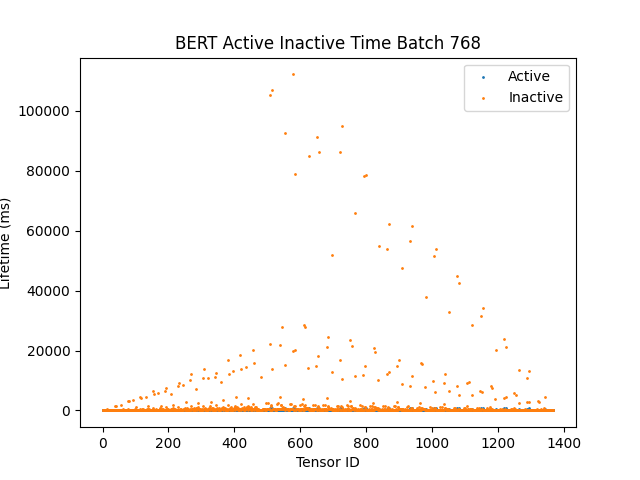 BERT Active Inactive Time Batch 768
Active
Inactive
Lifetime (ms)
100000
80000
60000
40000
20000
0
0 200 400 600 800 1000 1200 1400
Tensor ID